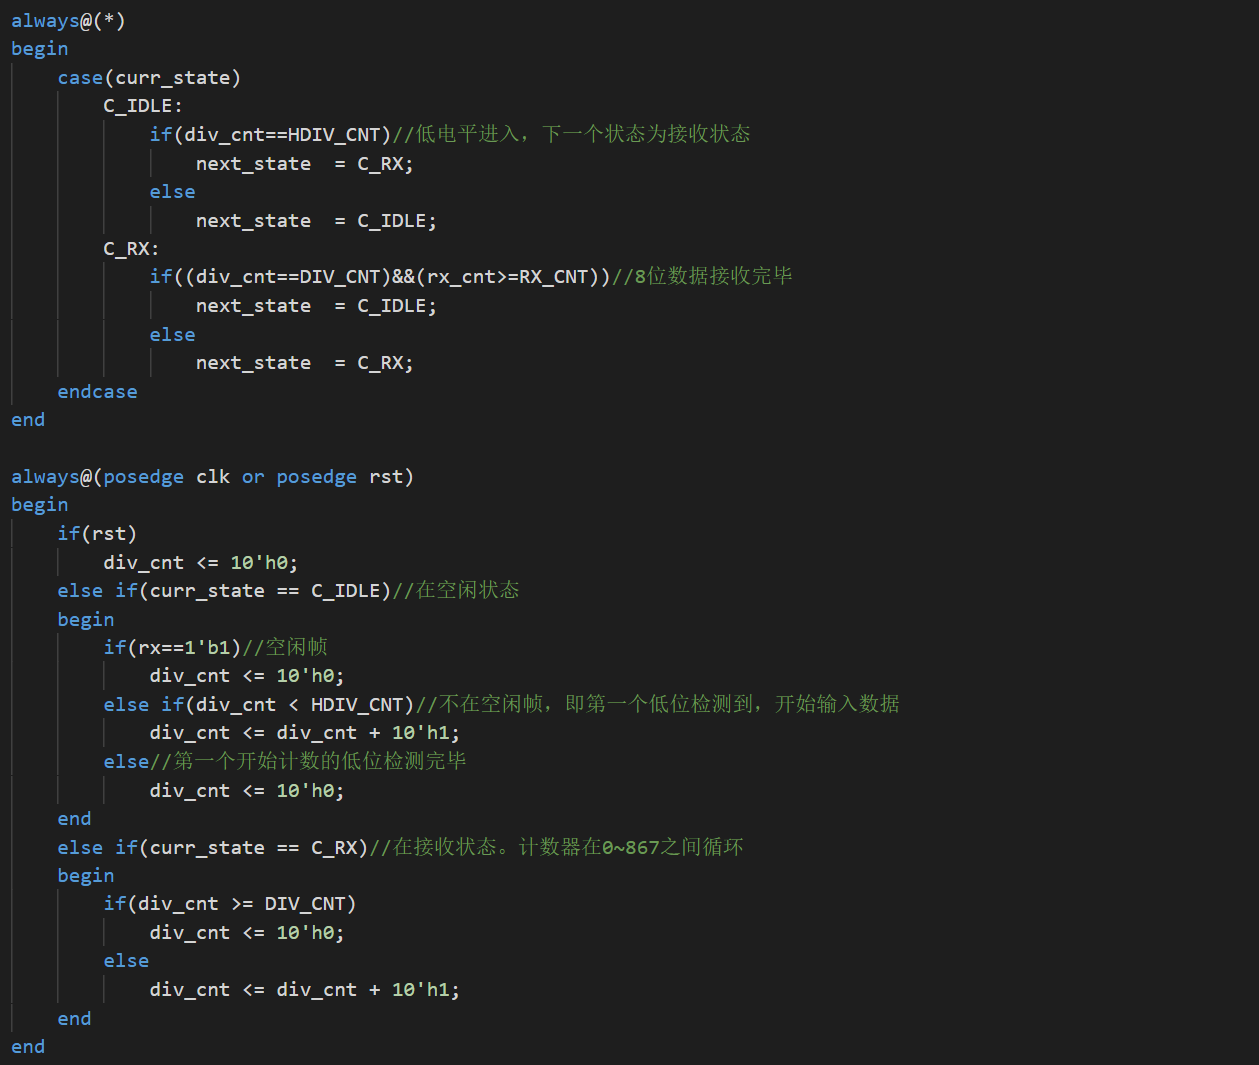 always@(*)
begin
    case(curr_state)
        C_IDLE:
            if(div_cnt==HDIV_CNT)//低电平进入，下一个状态为接收状态
                next_state  = C_RX;
            else
                next_state  = C_IDLE;
        C_RX:
            if((div_cnt==DIV_CNT)&&(rx_cnt>=RX_CNT))//8位数据接收完毕
                next_state  = C_IDLE;
            else
                next_state  = C_RX;
    endcase
end

always@(posedge clk or posedge rst)
begin
    if(rst)
        div_cnt <= 10'h0;
    else if(curr_state == C_IDLE)//在空闲状态
    begin
        if(rx==1'b1)//空闲帧
            div_cnt <= 10'h0;
        else if(div_cnt < HDIV_CNT)//不在空闲帧，即第一个低位检测到，开始输入数据
            div_cnt <= div_cnt + 10'h1;
        else//第一个开始计数的低位检测完毕
            div_cnt <= 10'h0;
    end
    else if(curr_state == C_RX)//在接收状态。计数器在0~867之间循环
    begin
        if(div_cnt >= DIV_CNT)
            div_cnt <= 10'h0;
        else
            div_cnt <= div_cnt + 10'h1;
    end
end